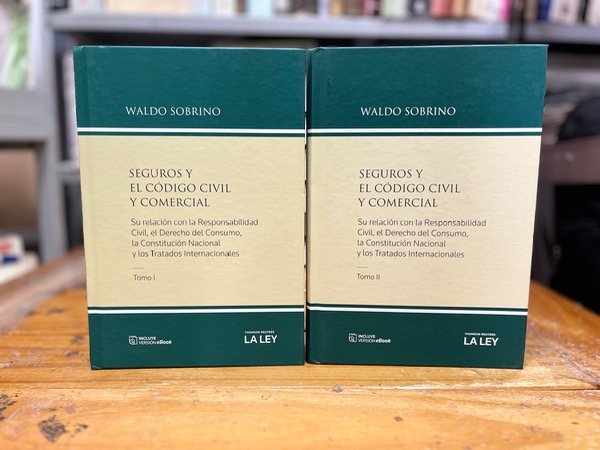 WALDO SOBRINO
SEGUROS Y
EL CÓDIGO CIVIL
Y COMERCIAL
Su relación con la Responsabilidad
Civil, el Derecho del Consumo,
la Constitución Nacional
y los Tratados Internacionales
Tomo I
INCLUYE
VERSIÓN eBook
THOMSON REUTERS
LA LEY
WALDO SOBRINO
SEGUROS Y
EL CÓDIGO CIVIL
Y COMERCIAL
Su relación con la Responsabilidad
Civil, el Derecho del Consumo,
la Constitución Nacional
y los Tratados Internacionales
Tomo II
INCLUYE
VERSIÓN eBook
THOMSON REUTERS
LA LEY